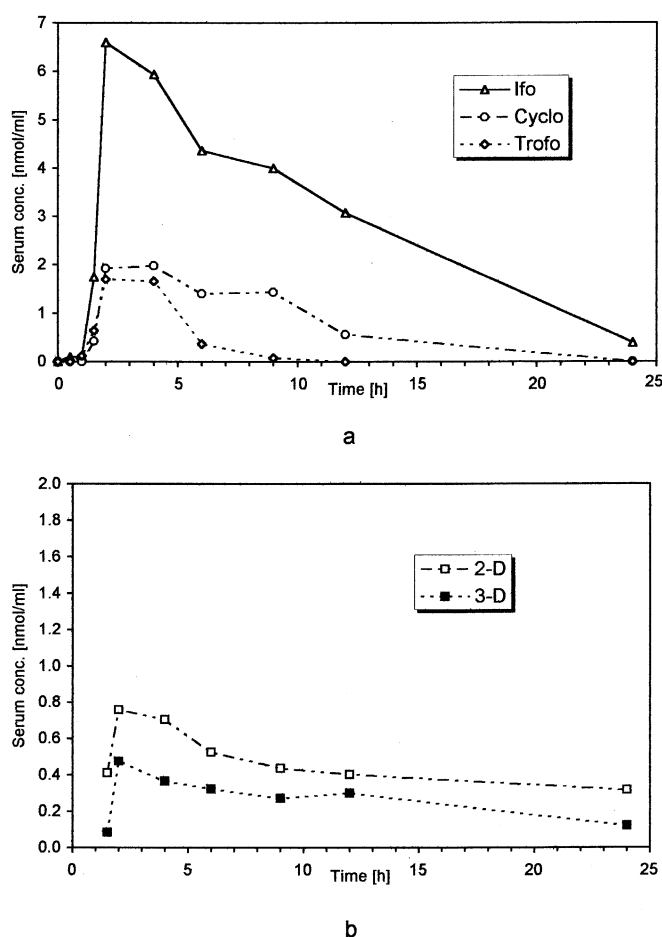 7
6
5
4
3
2
1
0
Serum conc. [nmol/ml]
Ifo
Cyclo
Trofo
0 5 10 15 20 25
Time [h]
a
2.0
1.8
1.6
1.4
1.2
1.0
0.8
0.6
0.4
0.2
0.0
Serum conc. [nmol/ml]
2-D
3-D
0 5 10 15 20 25
Time [h]
b